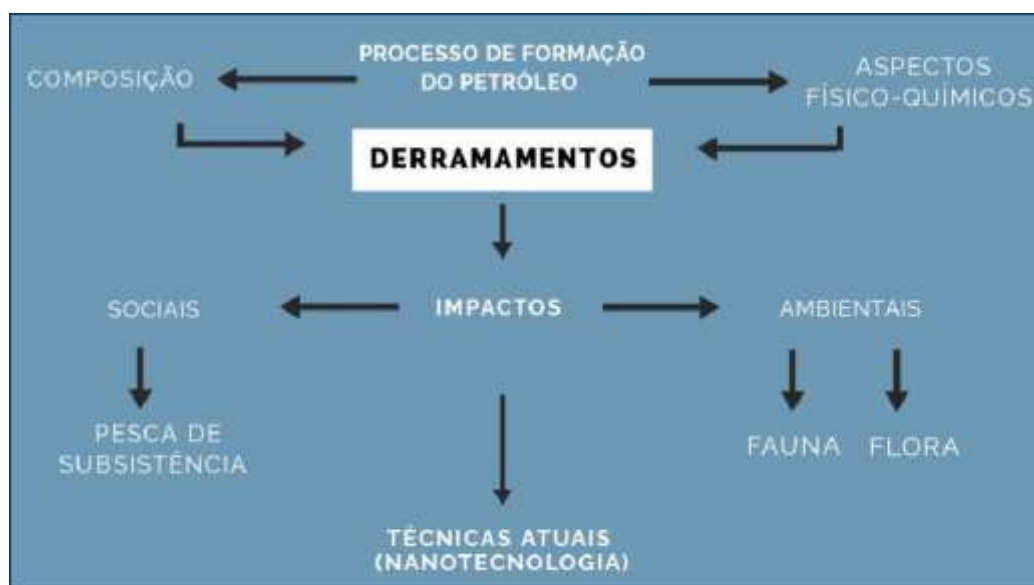 PROCESSO DE FORMAÇÃO
DO PETRÓLEO
COMPOSIÇÃO
ASPECTOS
FÍSICO-QUÍMICOS
DERRAMAMENTOS
SOCIAIS
IMPACTOS
AMBIENTAIS
PESCA DE
SUBSISTÊNCIA
FAUNA
FLORA
TÉCNICAS ATUAIS
(NANOTECNOLOGIA)